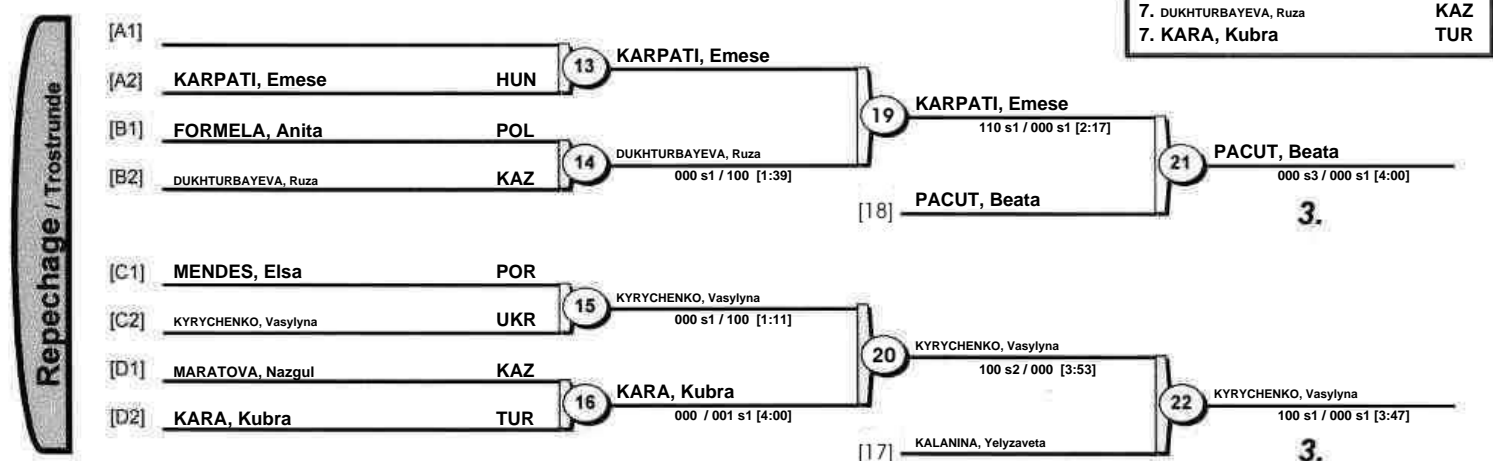 7. DUKHTURBAYEVA, Ruza KAZ
7. KARA, Kubra TUR
Repechage / Trostrunde
[A1]
[A2] KARPATI, Emese HUN
13
KARPATI, Emese
[B1] FORMELA, Anita POL
[B2] DUKHTURBAYEVA, Ruza KAZ
14
DUKHTURBAYEVA, Ruza
000 s1 / 100 [1:39]
19
KARPATI, Emese
110 s1 / 000 s1 [2:17]
[18] PACUT, Beata
21
PACUT, Beata
000 s3 / 000 s1 [4:00]
3.
[C1] MENDES, Elsa POR
[C2] KYRYCHENKO, Vasylyna UKR
15
KYRYCHENKO, Vasylyna
000 s1 / 100 [1:11]
[D1] MARATOVA, Nazgul KAZ
[D2] KARA, Kubra TUR
16
KARA, Kubra
000 / 001 s1 [4:00]
20
KYRYCHENKO, Vasylyna
100 s2 / 000 [3:53]
[17] KALANINA, Yelyzaveta
22
KYRYCHENKO, Vasylyna
100 s1 / 000 s1 [3:47]
3.